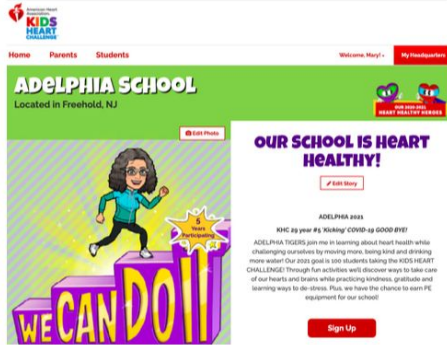 American Heart
Association
KIDS
HEART
CHALLENGE
Home Parents Students
Welcome, Mary!
My Headquarters
ADELPHIA SCHOOL
Located in Freehold, NJ
OUR 2020-2021
HEART HEALTHY HEROES
Edit Photo
5
Years
Participating
WE CAN DO IT
OUR SCHOOL IS HEART
HEALTHY!
Edit Story
ADELPHIA 2021
KHC 29 year #5 'Kicking' COVID-19 GOOD BYE!
ADELPHIA TIGERS join me in learning about heart health while
challenging ourselves by moving more, being kind and drinking
more water! Our 2021 goal is 100 students taking the KIDS HEART
CHALLENGE! Through fun activities we'll discover ways to take care
of our hearts and brains while practicing kindness, gratitude and
learning ways to de-stress. Plus, we have the chance to earn PE
equipment for our school!
Sign Up